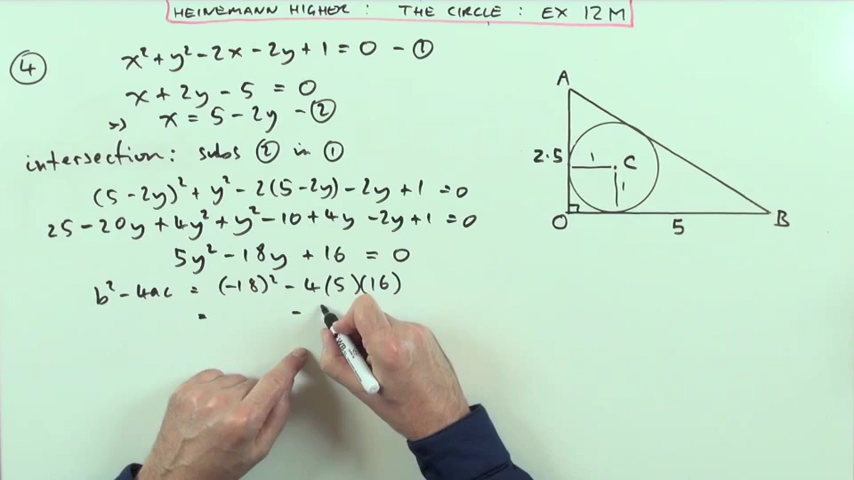 HEINEMANN HIGHER : THE CIRCLE : EX 12M
4
x² + y² - 2x - 2y + 1 = 0 - ①
x + 2y - 5 = 0
=> x = 5 - 2y - ②
intersection: subs ② in ①
(5 - 2y)² + y² - 2(5 - 2y) - 2y + 1 = 0
25 - 20y + 4y² + y² - 10 + 4y - 2y + 1 = 0
5y² - 18y + 16 = 0
b² - 4ac = (-18)² - 4(5)(16)
= -
A
2.5
1
C
1
O
5
B